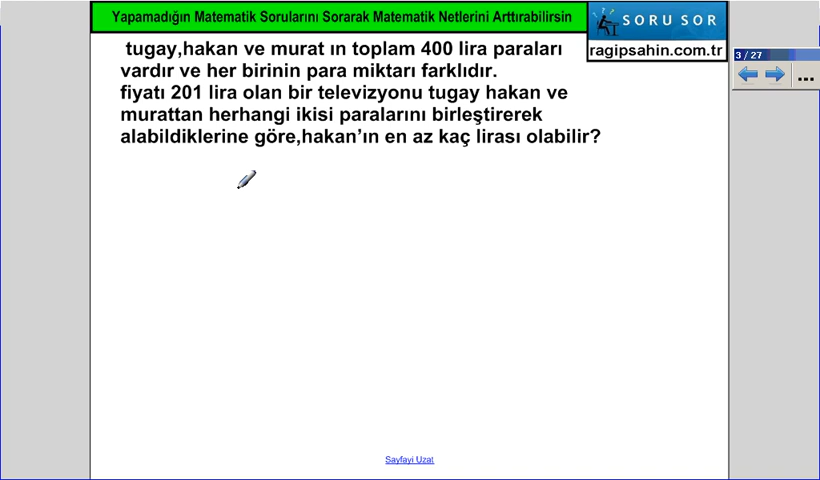 Yapamadığın Matematik Sorularını Sorarak Matematik Netlerini Arttırabilirsin
SORU SOR
ragipsahin.com.tr
3 / 27
...
tugay,hakan ve murat ın toplam 400 lira paraları
vardır ve her birinin para miktarı farklıdır.
fiyatı 201 lira olan bir televizyonu tugay hakan ve
murattan herhangi ikisi paralarını birleştirerek
alabildiklerine göre,hakan'ın en az kaç lirası olabilir?
Sayfayi Uzat